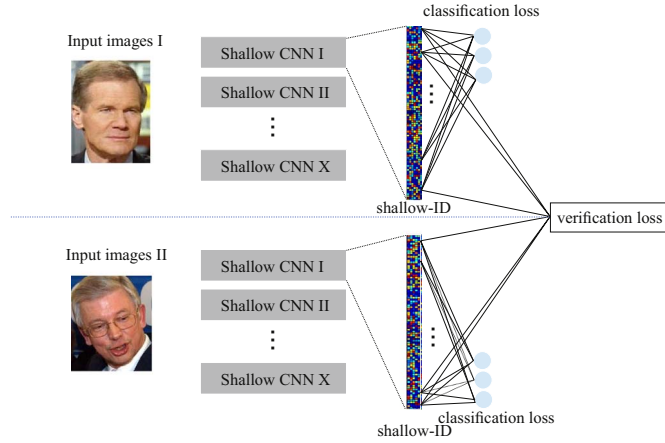 classification loss
Input images I
Shallow CNN I
Shallow CNN II
Shallow CNN X
shallow-ID
verification loss
Input images II
Shallow CNN I
Shallow CNN II
Shallow CNN X
classification loss
shallow-ID